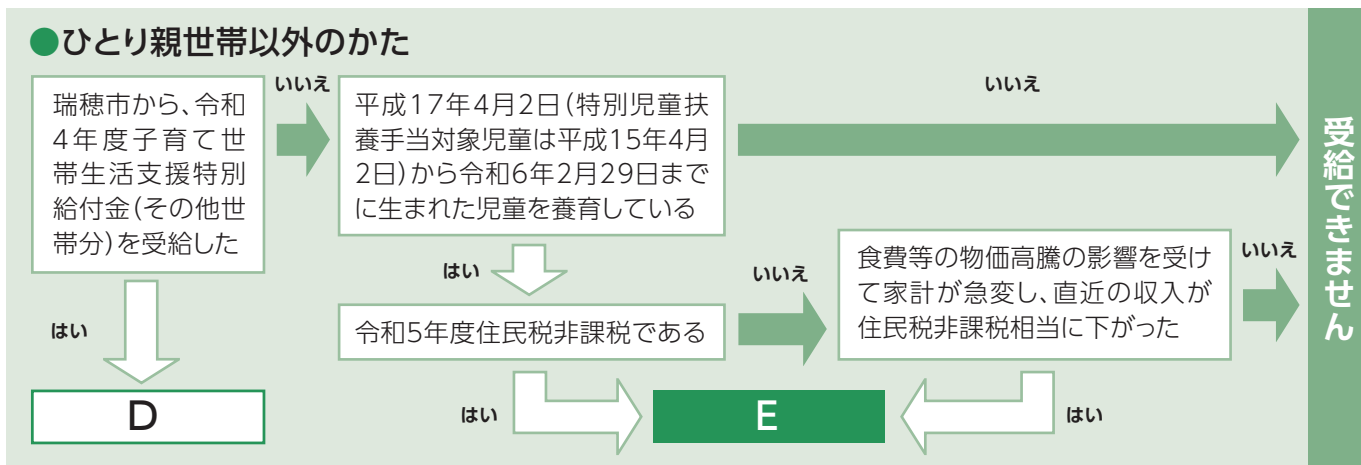 ●ひとり親世帯以外のかた
瑞穂市から、令和
4年度子育て世
帯生活支援特別
給付金(その他世
帯分)を受給した
いいえ
平成17年4月2日(特別児童扶
養手当対象児童は平成15年4月
2日)から令和6年2月29日まで
に生まれた児童を養育している
いいえ
受給できません
はい
はい
令和5年度住民税非課税である
いいえ
食費等の物価高騰の影響を受け
て家計が急変し、直近の収入が
住民税非課税相当に下がった
いいえ
D
はい
E
はい